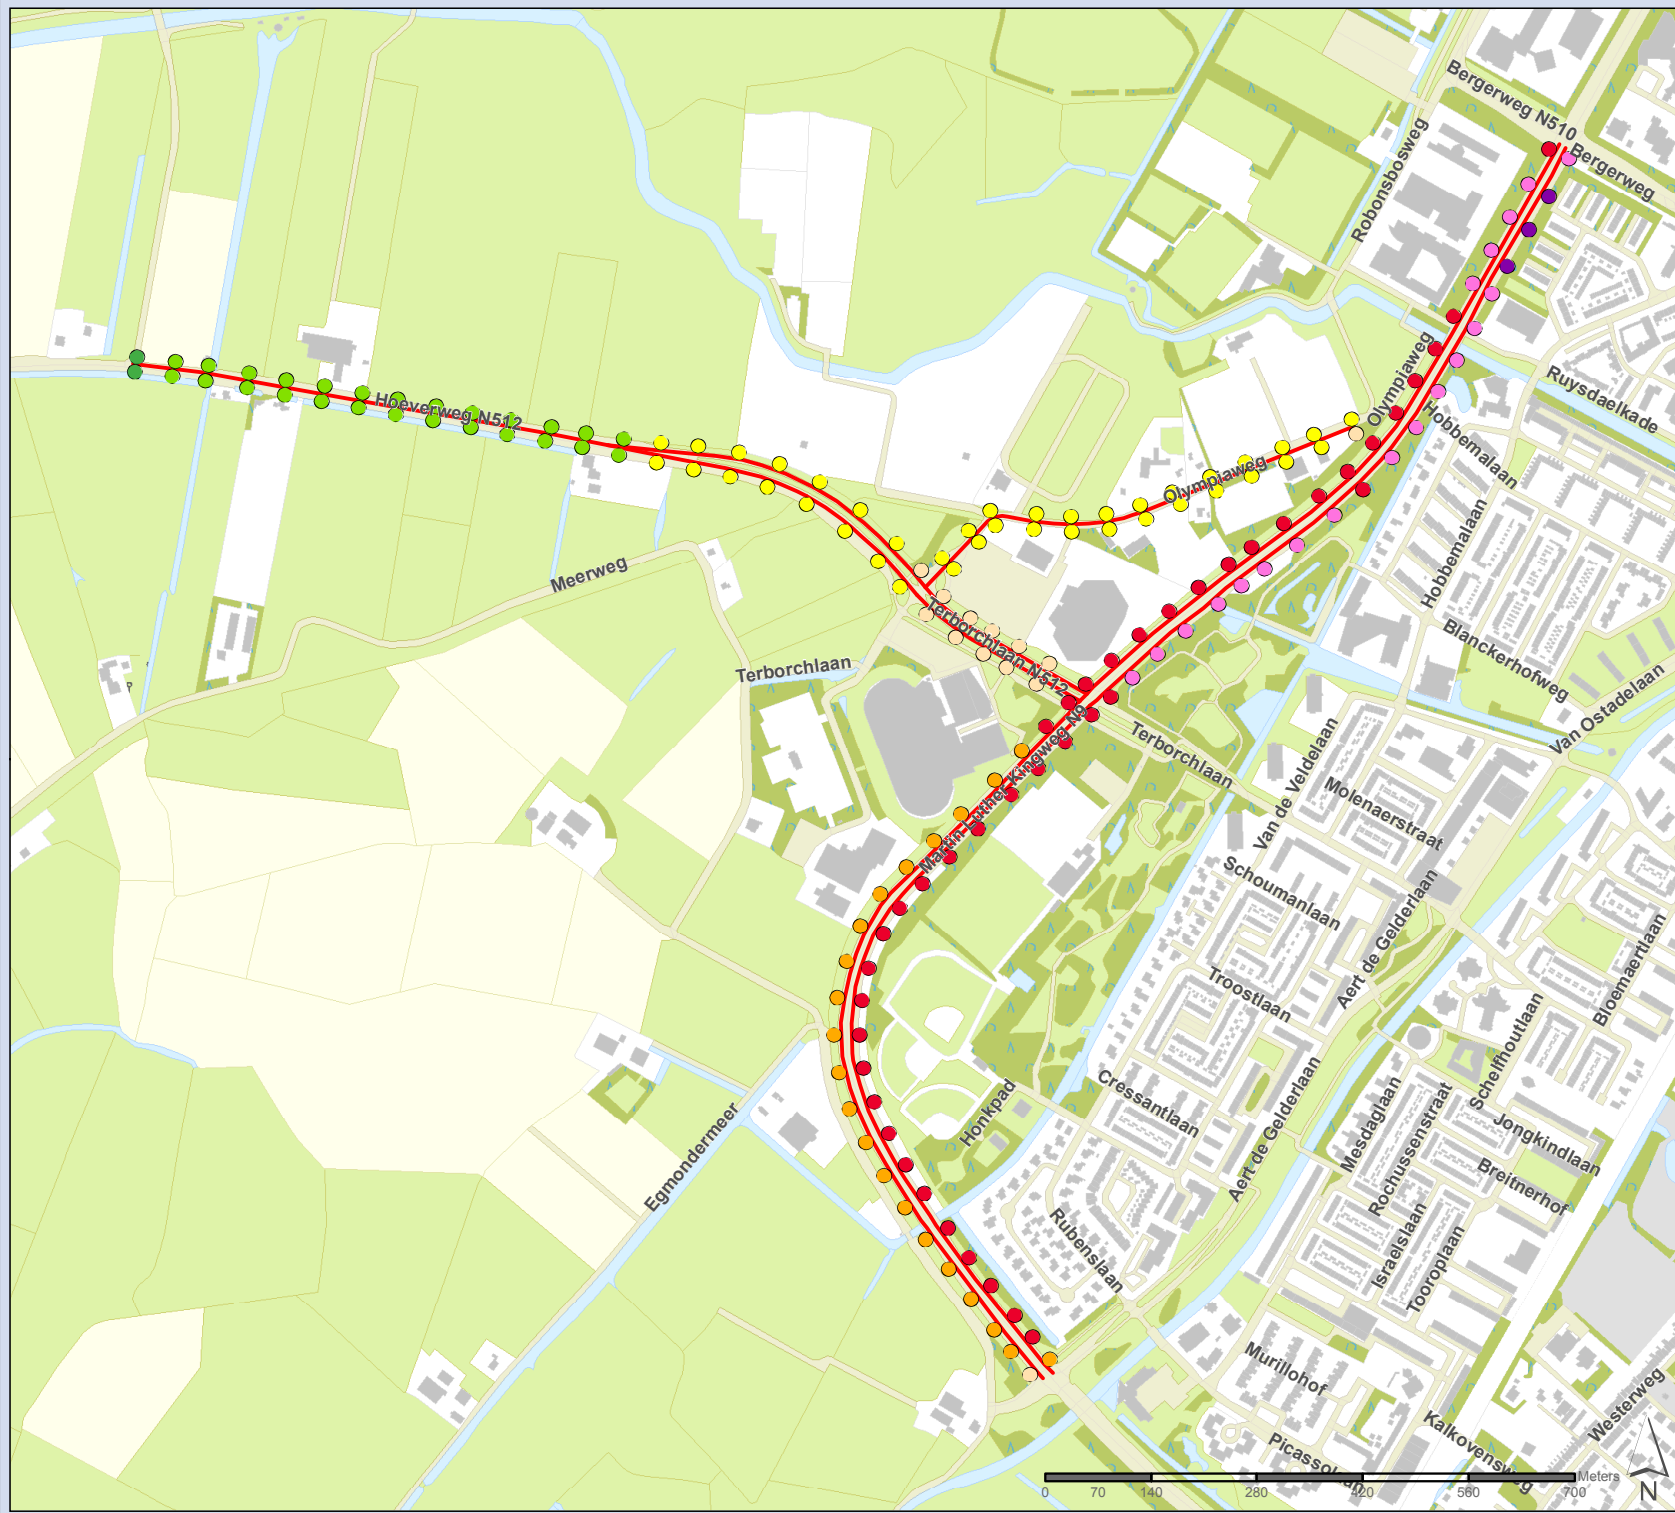 Bergerweg N510
Bergerweg
Robonsbosweg
Olympiaweg
Ruysdaelkade
Hobbemalaan
Hoeverweg N512
Olympiaweg
Hobbemalaan
Meerweg
Terborchlaan N512
Blanckerhofweg
Terborchlaan
Van Ostadelaan
Martin Luther Kingweg N9
Terborchlaan
Van de Veldelaan
Molenaerstraat
Schoumanlaan
Aert de Gelderlaan
Bloemaertlaan
Troostlaan
Schelfhoutlaan
Honkpad
Cressantlaan
Aert de Gelderlaan
Mesdaglaan
Rochussenstraat
Jongkindlaan
Breitnerhof
Egmondermeer
Rubenslaan
Israelslaan
Tooroplaan
Murillohof
Westerweg
Kalkovensweg
Picassolaan
Meters
0 70 140 280 420 560 700
N